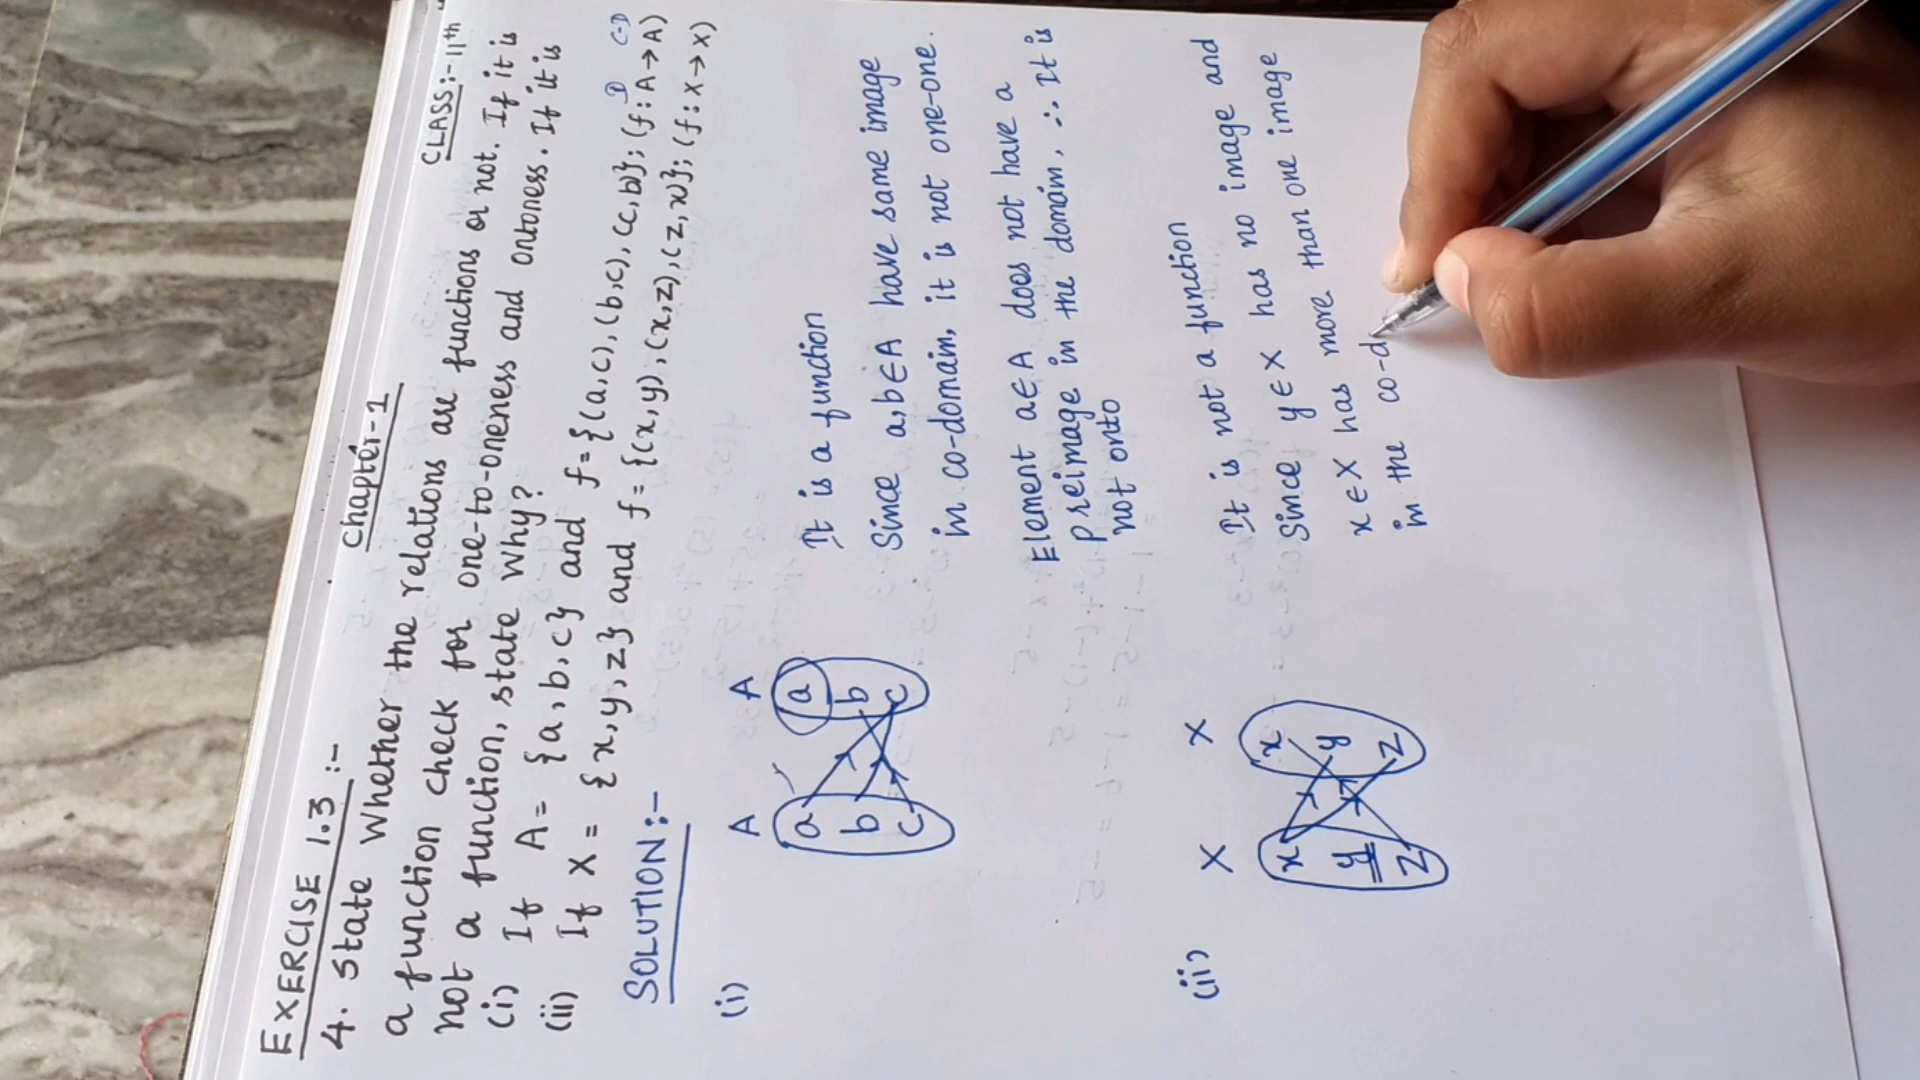 Chapter-1
CLASS:-11th
EXERCISE 1.3
4. State Whether the relations are functions or not. If it is
a function check for one-to-oneness and ontoness. If it is
not a function, state Why?
D C-D
(i) If A = {a, b, c} and f = {(a,c), (b,c), (c,b)}; (f: A → A)
(ii) If X = {x, y, z} and f = {(x,y), (x,z), (z,x)}; (f: X → X)
SOLUTION:-
(i)
A A
a a
b b
c c
It is a function
Since a,b∈A have same image
in co-domain, it is not one-one.
Element a∈A does not have a
preimage in the domain, ∴ It is
not onto
(ii)
X X
x x
y y
z z
It is not a function
Since y∈X has no image and
x∈X has more than one image
in the co-d